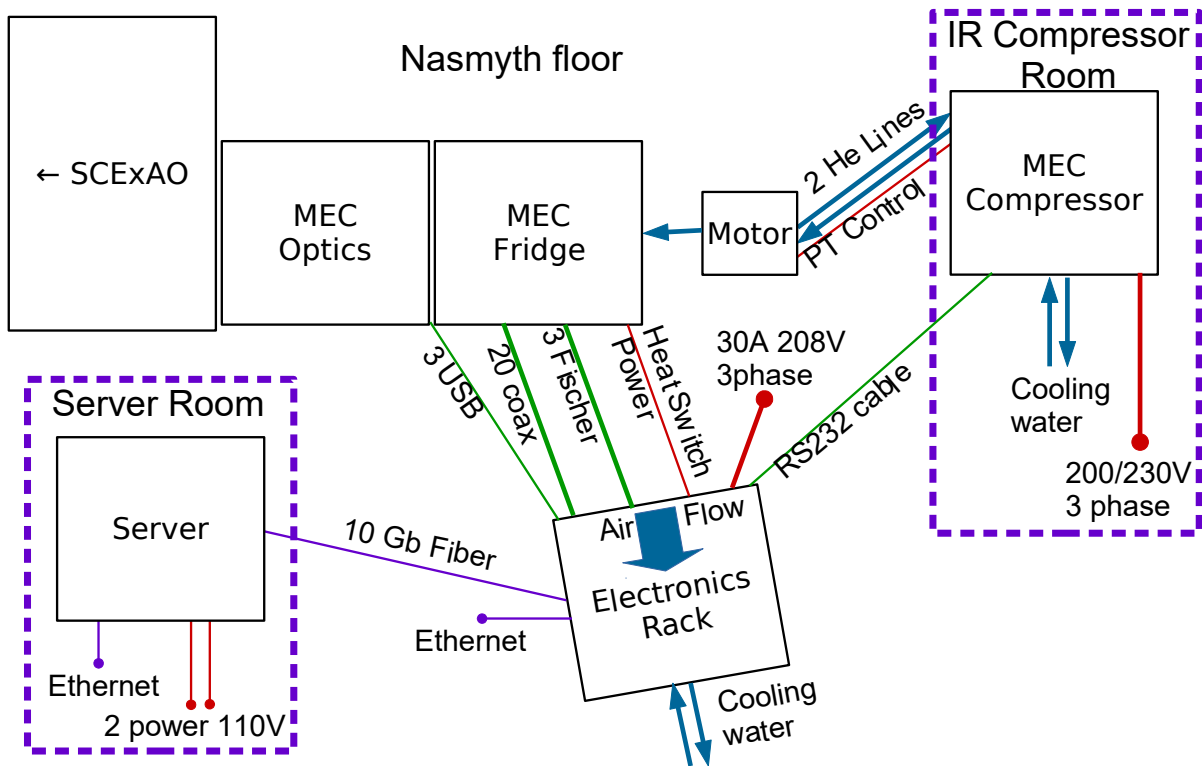 Nasmyth floor
IR Compressor
Room
← SCExAO
MEC
Optics
MEC
Fridge
Motor
2 He Lines
PT Control
MEC
Compressor
3 USB
20 coax
3 Fischer
HeatSwitch
Power
30A 208V
3phase
RS232 cable
Cooling
water
200/230V
3 phase
Server Room
Server
10 Gb Fiber
Ethernet
2 power 110V
Ethernet
Air Flow
Electronics
Rack
Cooling
water